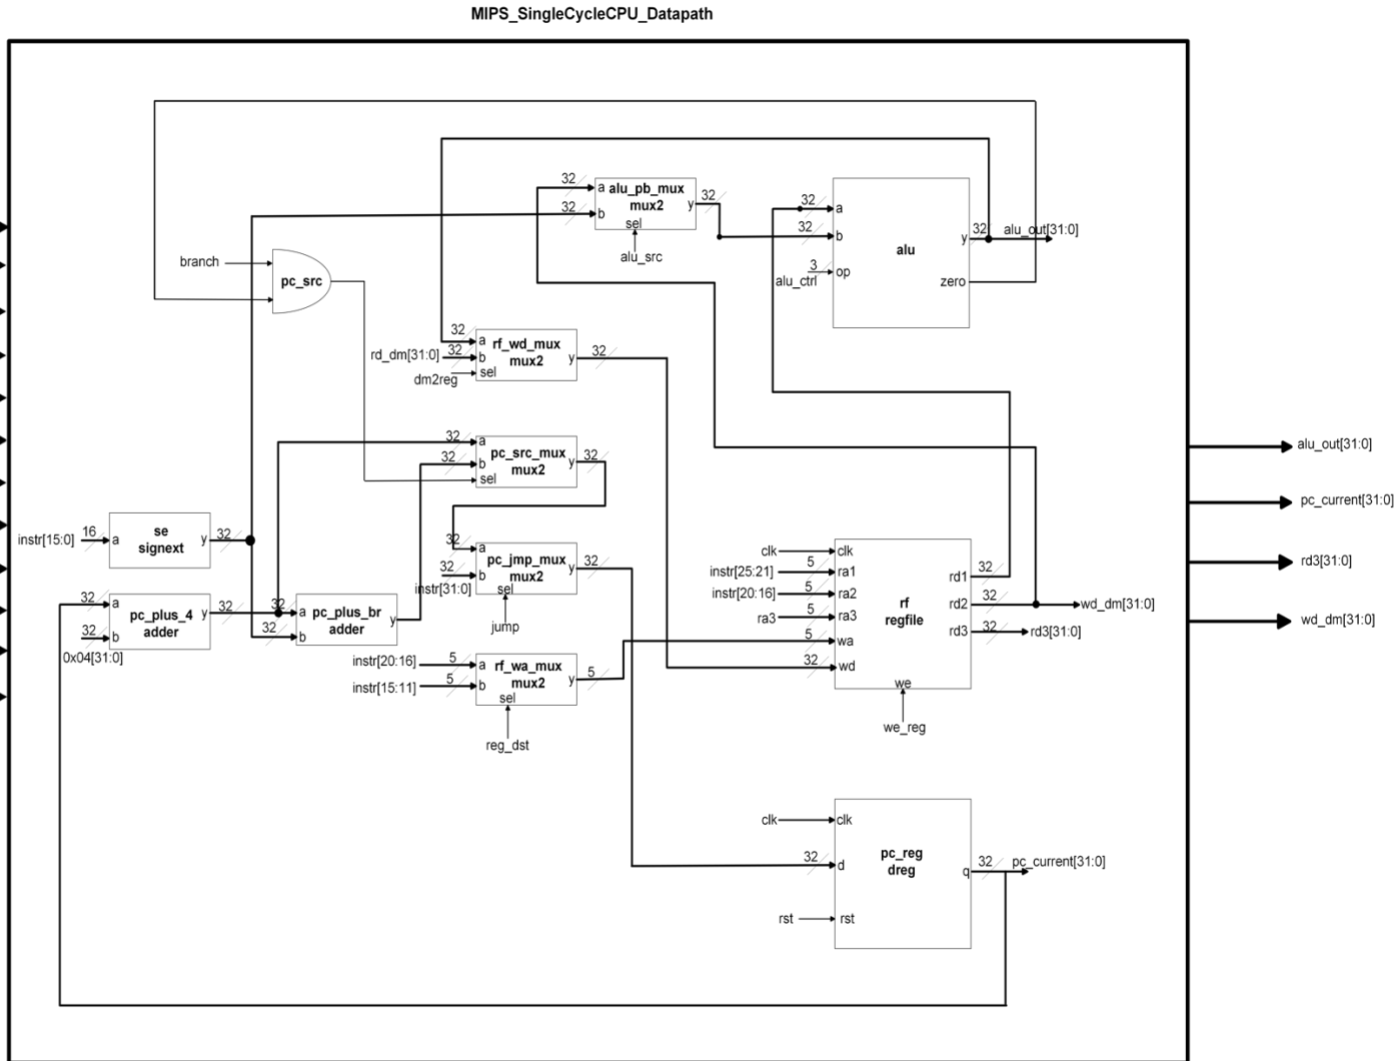 MIPS_SingleCycleCPU_Datapath
32 a alu_pb_mux 32
mux2 y
32 b
sel
alu_src
32 a
32 b
alu
y 32 alu_out[31:0]
3 op
alu_ctrl
zero
branch
pc_src
32 a rf_wd_mux
rd_dm[31:0] 32 b mux2 y 32
dm2reg sel
32 a pc_src_mux
32 b mux2 y 32
sel
instr[15:0] 16 a se y 32
signext
32 a pc_jmp_mux
32 b mux2 y 32
instr[31:0] sel
jump
32 a pc_plus_4 y 32
adder
32 b
0x04[31:0]
32 a pc_plus_br
adder y
32 b
instr[20:16] 5 a rf_wa_mux
mux2 y 5
instr[15:11] 5 b
sel
reg_dst
clk clk
instr[25:21] 5 ra1
instr[20:16] 5 ra2
ra3 5 ra3
5 wa
32 wd
rf
regfile
rd1 32
rd2 32 wd_dm[31:0]
rd3 32 rd3[31:0]
we
we_reg
clk clk
32 d
pc_reg
dreg
q 32 pc_current[31:0]
rst rst
alu_out[31:0]
pc_current[31:0]
rd3[31:0]
wd_dm[31:0]